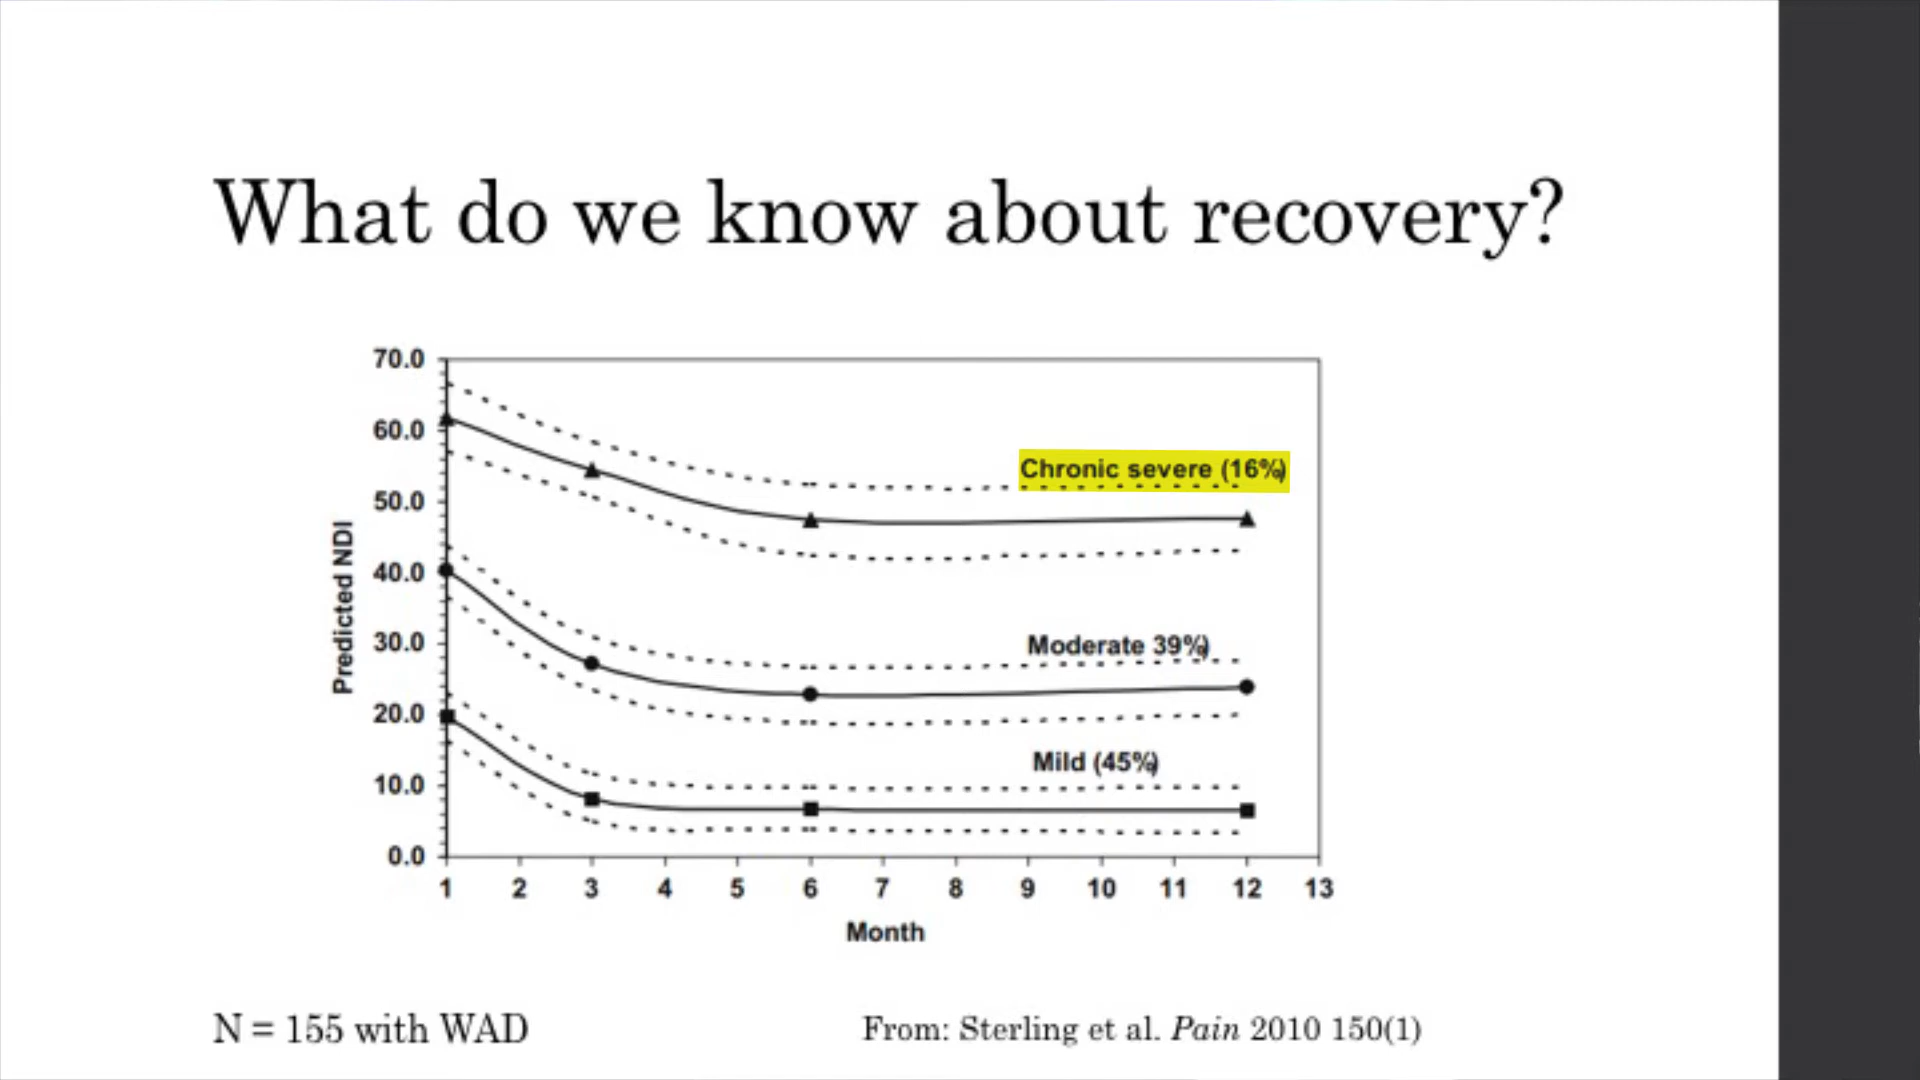 What do we know about recovery?
70.0
60.0
50.0
40.0
30.0
20.0
10.0
0.0
Predicted NDI
Chronic severe (16%)
Moderate 39%)
Mild (45%)
1 2 3 4 5 6 7 8 9 10 11 12 13
Month
N = 155 with WAD
From: Sterling et al. Pain 2010 150(1)